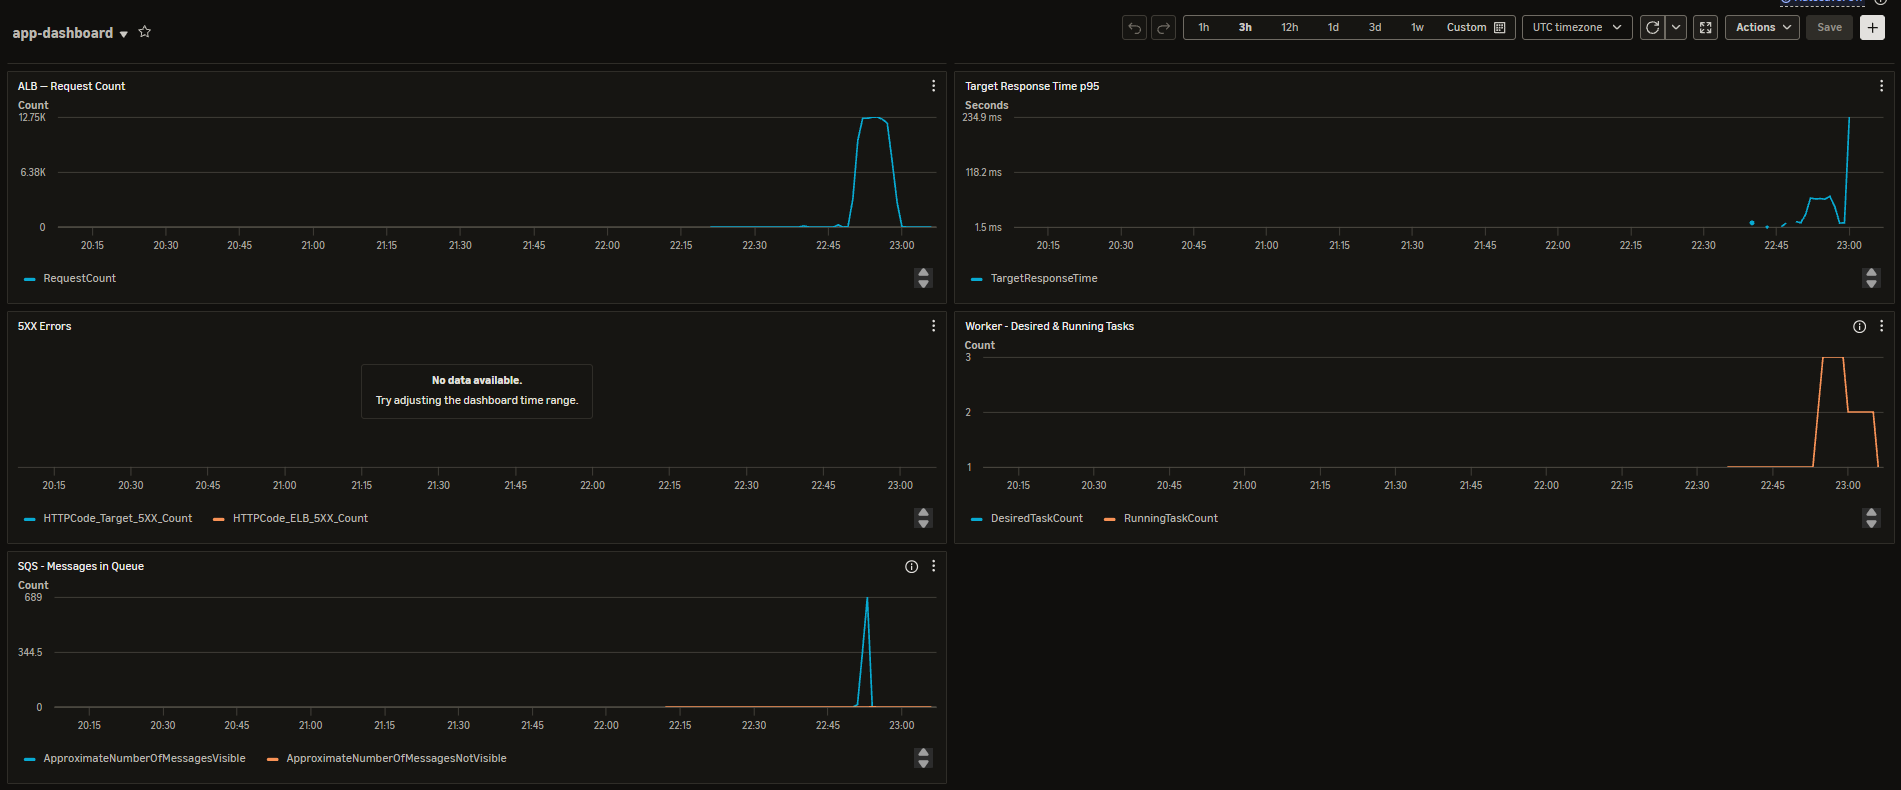 app-dashboard
1h 3h 12h 1d 3d 1w Custom UTC timezone Actions Save
ALB – Request Count
Count
12.75K
6.38K
0
20:15 20:30 20:45 21:00 21:15 21:30 21:45 22:00 22:15 22:30 22:45 23:00
RequestCount
Target Response Time p95
Seconds
234.9 ms
118.2 ms
1.5 ms
20:15 20:30 20:45 21:00 21:15 21:30 21:45 22:00 22:15 22:30 22:45 23:00
TargetResponseTime
5XX Errors
No data available.
Try adjusting the dashboard time range.
20:15 20:30 20:45 21:00 21:15 21:30 21:45 22:00 22:15 22:30 22:45 23:00
HTTPCode_Target_5XX_Count HTTPCode_ELB_5XX_Count
Worker - Desired & Running Tasks
Count
3
2
1
20:15 20:30 20:45 21:00 21:15 21:30 21:45 22:00 22:15 22:30 22:45 23:00
DesiredTaskCount RunningTaskCount
SQS - Messages in Queue
Count
689
344.5
0
20:15 20:30 20:45 21:00 21:15 21:30 21:45 22:00 22:15 22:30 22:45 23:00
ApproximateNumberOfMessagesVisible ApproximateNumberOfMessagesNotVisible